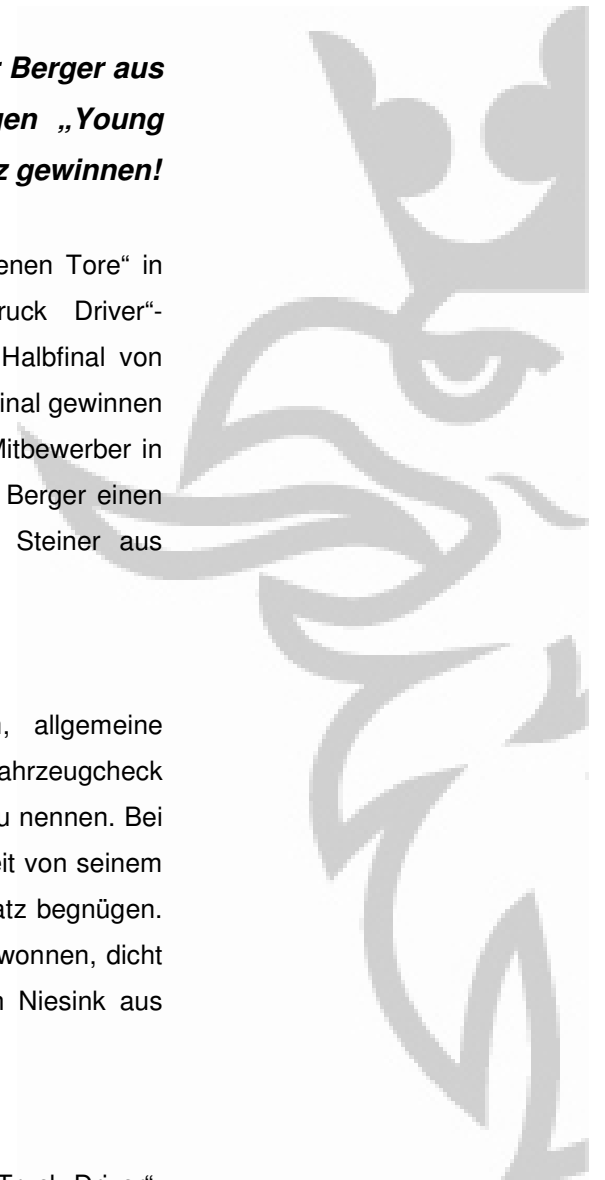 Berger aus
gen „Young
z gewinnen!
enen Tore“ in
ruck Driver“-
Halbfinal von
inal gewinnen
Mitbewerber in
Berger einen
Steiner aus
, allgemeine
ahrzeugcheck
u nennen. Bei
eit von seinem
atz begnügen.
wonnen, dicht
n Niesink aus